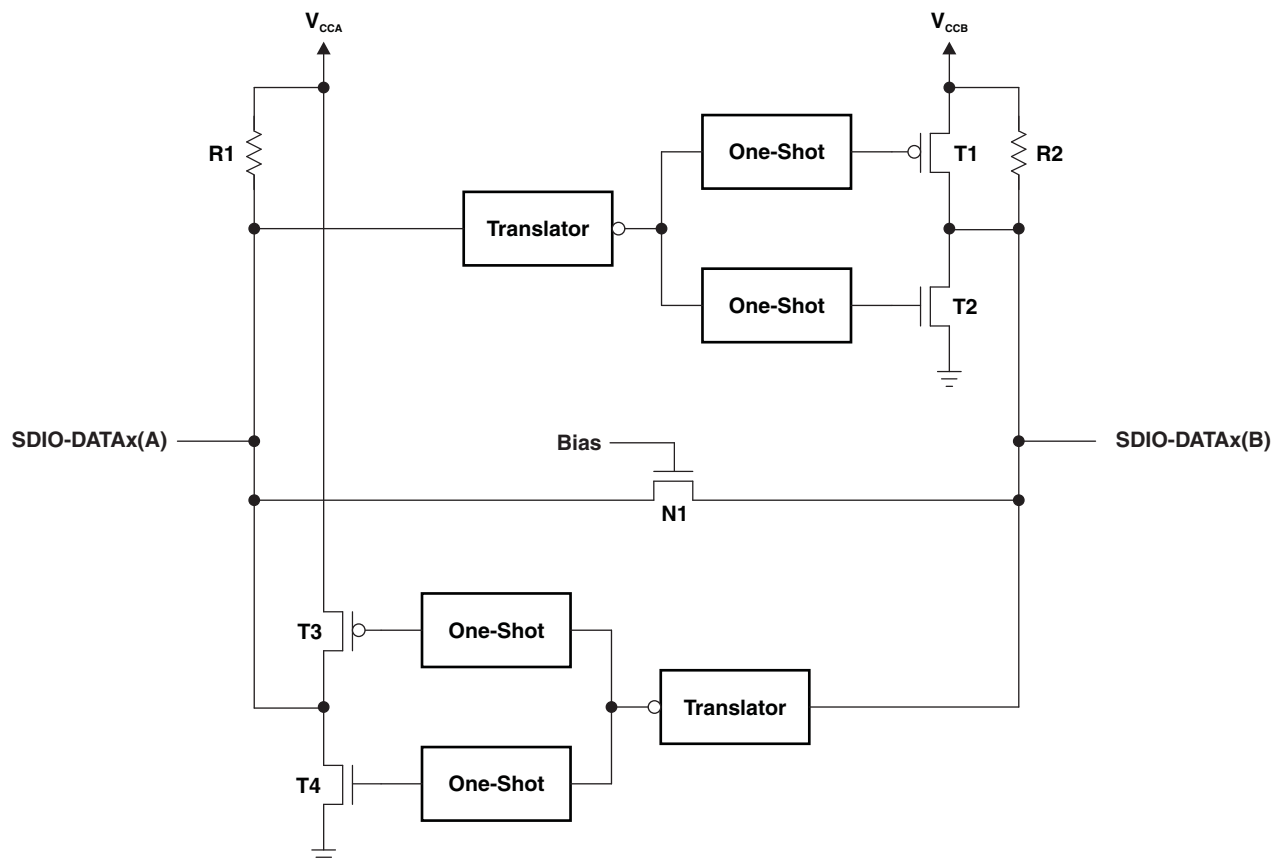 VCCA
VCCB
One-Shot
T1
R1
R2
Translator
One-Shot
T2
SDIO-DATAx(A)
Bias
SDIO-DATAx(B)
N1
T3
One-Shot
Translator
T4
One-Shot